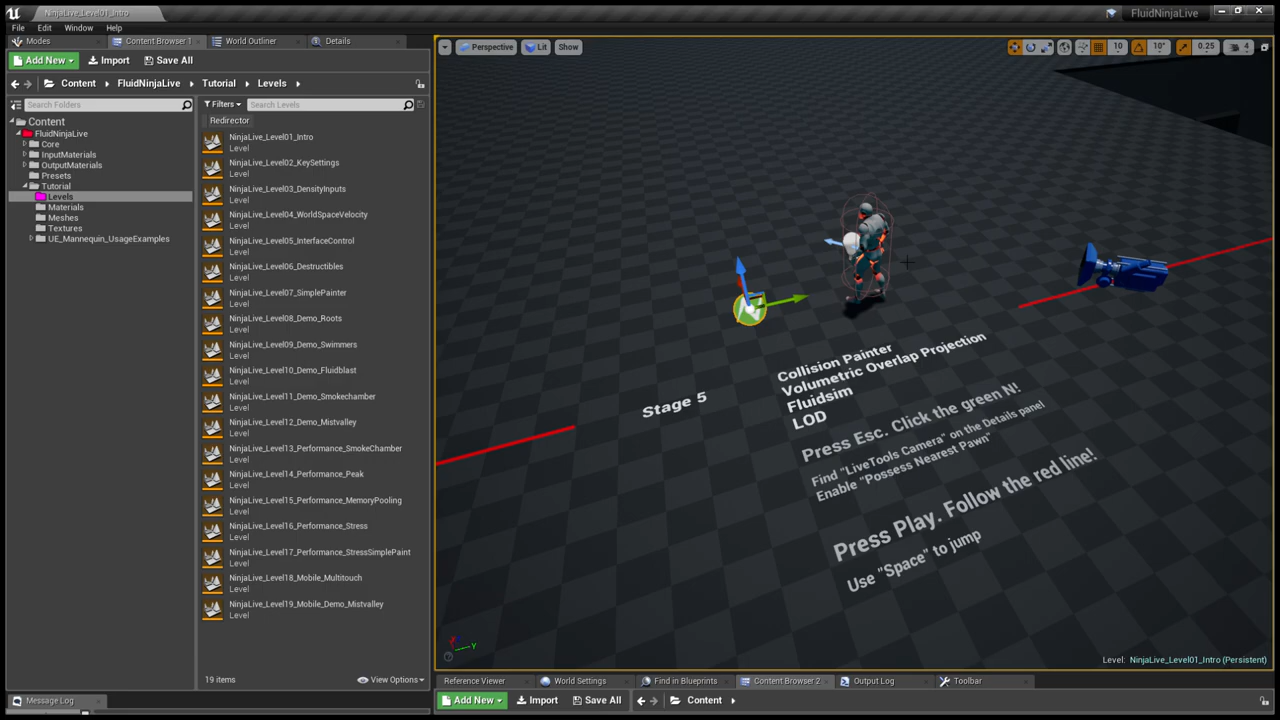 NinjaLive_Level01_Intro
FluidNinjaLive
File Edit Window Help
Modes Content Browser 1 World Outliner Details
Add New Import Save All
Content FluidNinjaLive Tutorial Levels
Search Folders
Filters Search Levels
Redirector
Content
FluidNinjaLive
Core
InputMaterials
OutputMaterials
Presets
Tutorial
Levels
Materials
Meshes
Textures
UE_Mannequin_UsageExamples
NinjaLive_Level01_Intro
Level
NinjaLive_Level02_KeySettings
Level
NinjaLive_Level03_DensityInputs
Level
NinjaLive_Level04_WorldSpaceVelocity
Level
NinjaLive_Level05_InterfaceControl
Level
NinjaLive_Level06_Destructibles
Level
NinjaLive_Level07_SimplePainter
Level
NinjaLive_Level08_Demo_Roots
Level
NinjaLive_Level09_Demo_Swimmers
Level
NinjaLive_Level10_Demo_Fluidblast
Level
NinjaLive_Level11_Demo_Smokechamber
Level
NinjaLive_Level12_Demo_Mistvalley
Level
NinjaLive_Level13_Performance_SmokeChamber
Level
NinjaLive_Level14_Performance_Peak
Level
NinjaLive_Level15_Performance_MemoryPooling
Level
NinjaLive_Level16_Performance_Stress
Level
NinjaLive_Level17_Performance_StressSimplePaint
Level
NinjaLive_Level18_Mobile_Multitouch
Level
NinjaLive_Level19_Mobile_Demo_Mistvalley
Level
19 items View Options
Message Log
Perspective Lit Show
10 10° 0.25 4
Stage 5
Collision Painter
Volumetric Overlap Projection
Fluidsim
LOD
Press Esc. Click the green N!
Find "LiveTools Camera" on the Details panel
Enable "Possess Nearest Pawn"
Press Play. Follow the red line!
Use "Space" to jump
Y
Level: NinjaLive_Level01_Intro (Persistent)
Reference Viewer World Settings Find in Blueprints Content Browser 2 Output Log Toolbar
Add New Import Save All Content